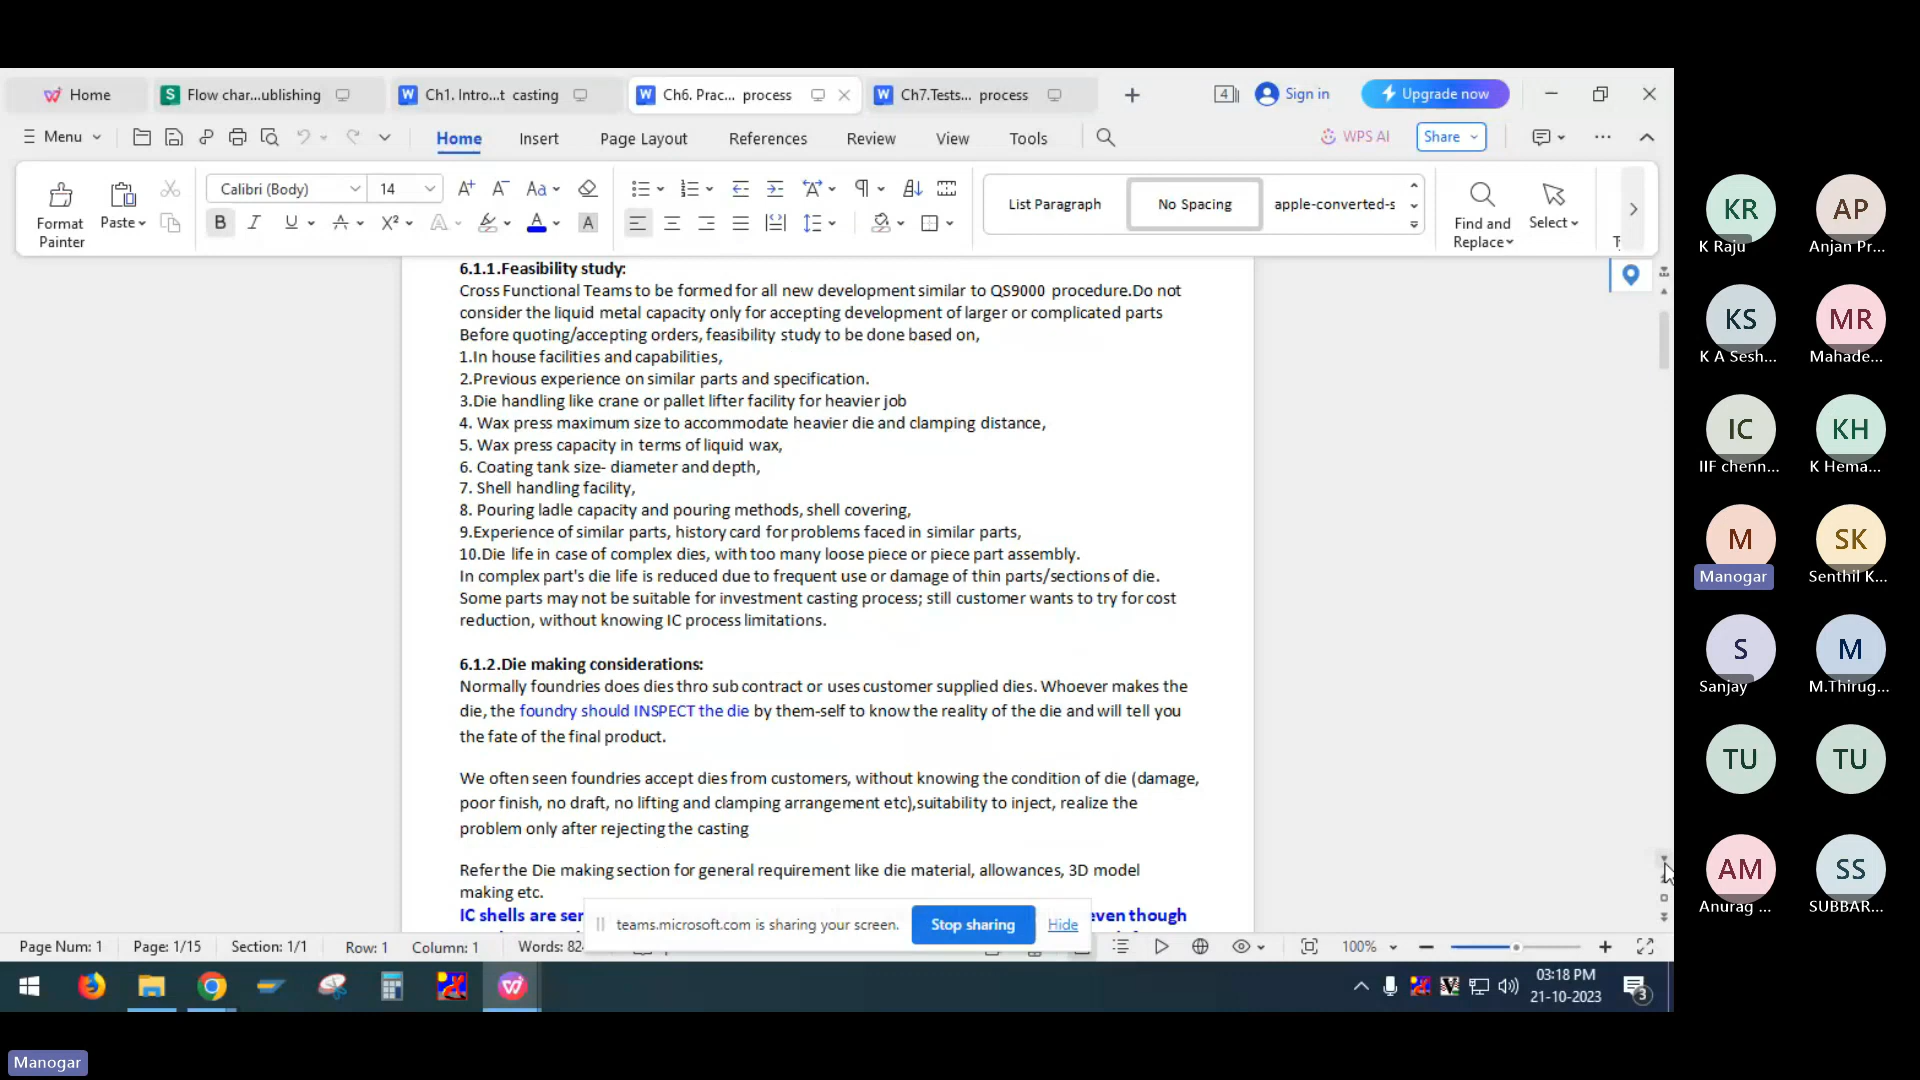 Home
Flow char...ublishing
Ch1. Intro...t casting
Ch6. Prac... process
Ch7.Tests... process
4
Sign in
Upgrade now
Menu
Home
Insert
Page Layout
References
Review
View
Tools
WPS AI
Share
Format
Painter
Paste
Calibri (Body)
14
List Paragraph
No Spacing
apple-converted-s
Find and
Replace
Select
6.1.1.Feasibility study:
Cross Functional Teams to be formed for all new development similar to QS9000 procedure.Do not
consider the liquid metal capacity only for accepting development of larger or complicated parts
Before quoting/accepting orders, feasibility study to be done based on,
1.In house facilities and capabilities,
2.Previous experience on similar parts and specification.
3.Die handling like crane or pallet lifter facility for heavier job
4. Wax press maximum size to accommodate heavier die and clamping distance,
5. Wax press capacity in terms of liquid wax,
6. Coating tank size- diameter and depth,
7. Shell handling facility,
8. Pouring ladle capacity and pouring methods, shell covering,
9.Experience of similar parts, history card for problems faced in similar parts,
10.Die life in case of complex dies, with too many loose piece or piece part assembly.
In complex part's die life is reduced due to frequent use or damage of thin parts/sections of die.
Some parts may not be suitable for investment casting process; still customer wants to try for cost
reduction, without knowing IC process limitations.
6.1.2.Die making considerations:
Normally foundries does dies thro sub contract or uses customer supplied dies. Whoever makes the
die, the foundry should INSPECT the die by them-self to know the reality of the die and will tell you
the fate of the final product.
We often seen foundries accept dies from customers, without knowing the condition of die (damage,
poor finish, no draft, no lifting and clamping arrangement etc),suitability to inject, realize the
problem only after rejecting the casting
Refer the Die making section for general requirement like die material, allowances, 3D model
making etc.
IC shells are ser even though
teams.microsoft.com is sharing your screen.
Stop sharing
Hide
Page Num: 1
Page: 1/15
Section: 1/1
Row: 1
Column: 1
Words: 82
100%
03:18 PM
21-10-2023
3
KR
K Raju
AP
Anjan Pr...
KS
K A Sesh...
MR
Mahade...
IC
IIF chenn...
KH
K Hema...
M
Manogar
SK
Senthil K...
S
Sanjay
M
M.Thirug...
TU
TU
AM
Anurag ...
SS
SUBBAR...
Manogar